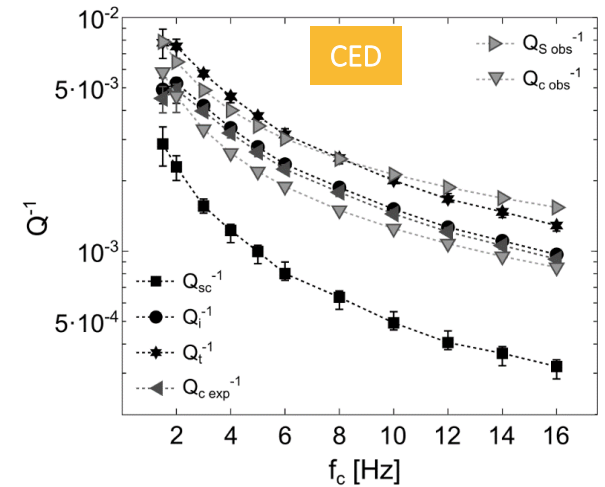 CED
Q_S obs^-1
Q_c obs^-1
10^-2
5·10^-3
10^-3
5·10^-4
Q^-1
Q_sc^-1
Q_i^-1
Q_t^-1
Q_c exp^-1
2 4 6 8 10 12 14 16
f_c [Hz]